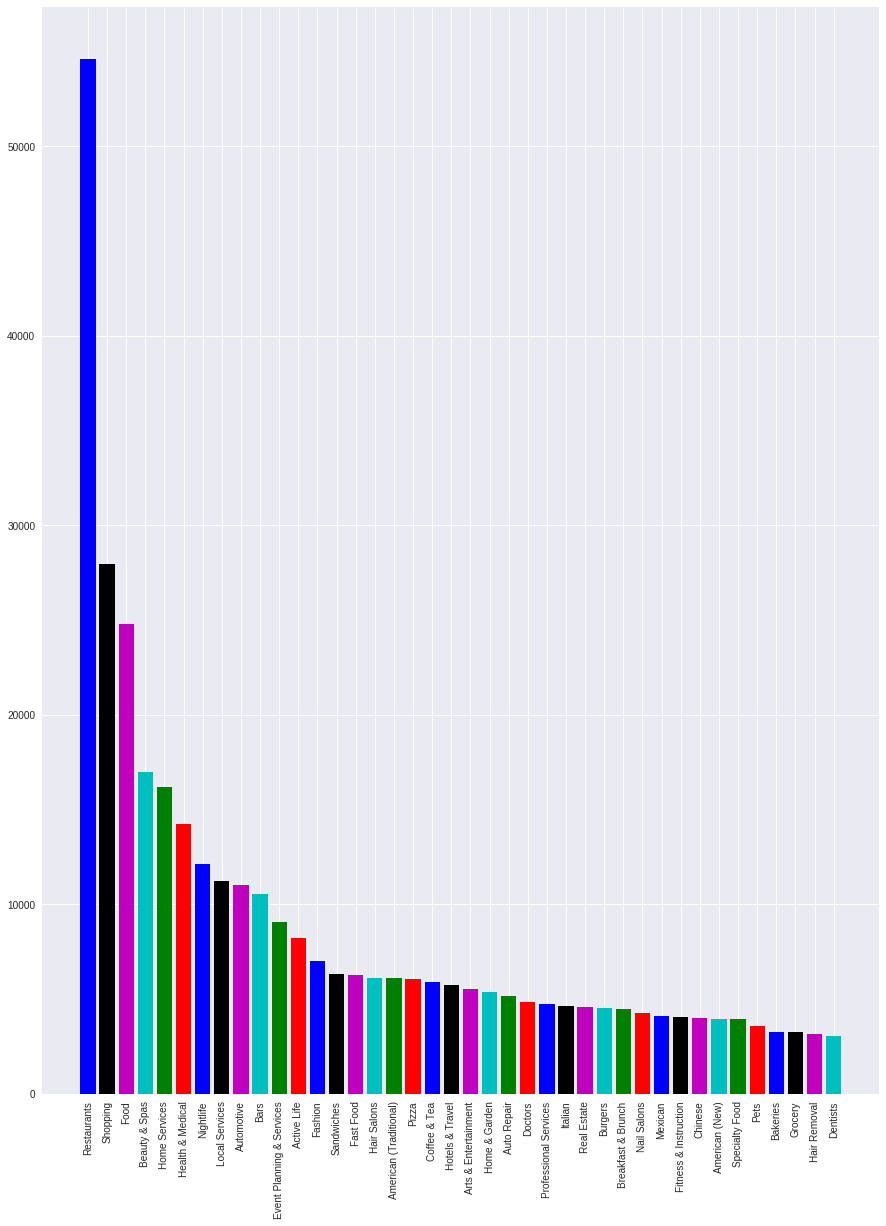 50000
40000
30000
20000
10000
0
Restaurants
Shopping
Food
Beauty & Spas
Home Services
Health & Medical
Nightlife
Local Services
Automotive
Bars
Event Planning & Services
Active Life
Fashion
Sandwiches
Fast Food
Hair Salons
American (Traditional)
Pizza
Coffee & Tea
Hotels & Travel
Arts & Entertainment
Home & Garden
Auto Repair
Doctors
Professional Services
Italian
Real Estate
Burgers
Breakfast & Brunch
Nail Salons
Mexican
Fitness & Instruction
Chinese
American (New)
Specialty Food
Pets
Bakeries
Grocery
Hair Removal
Dentists